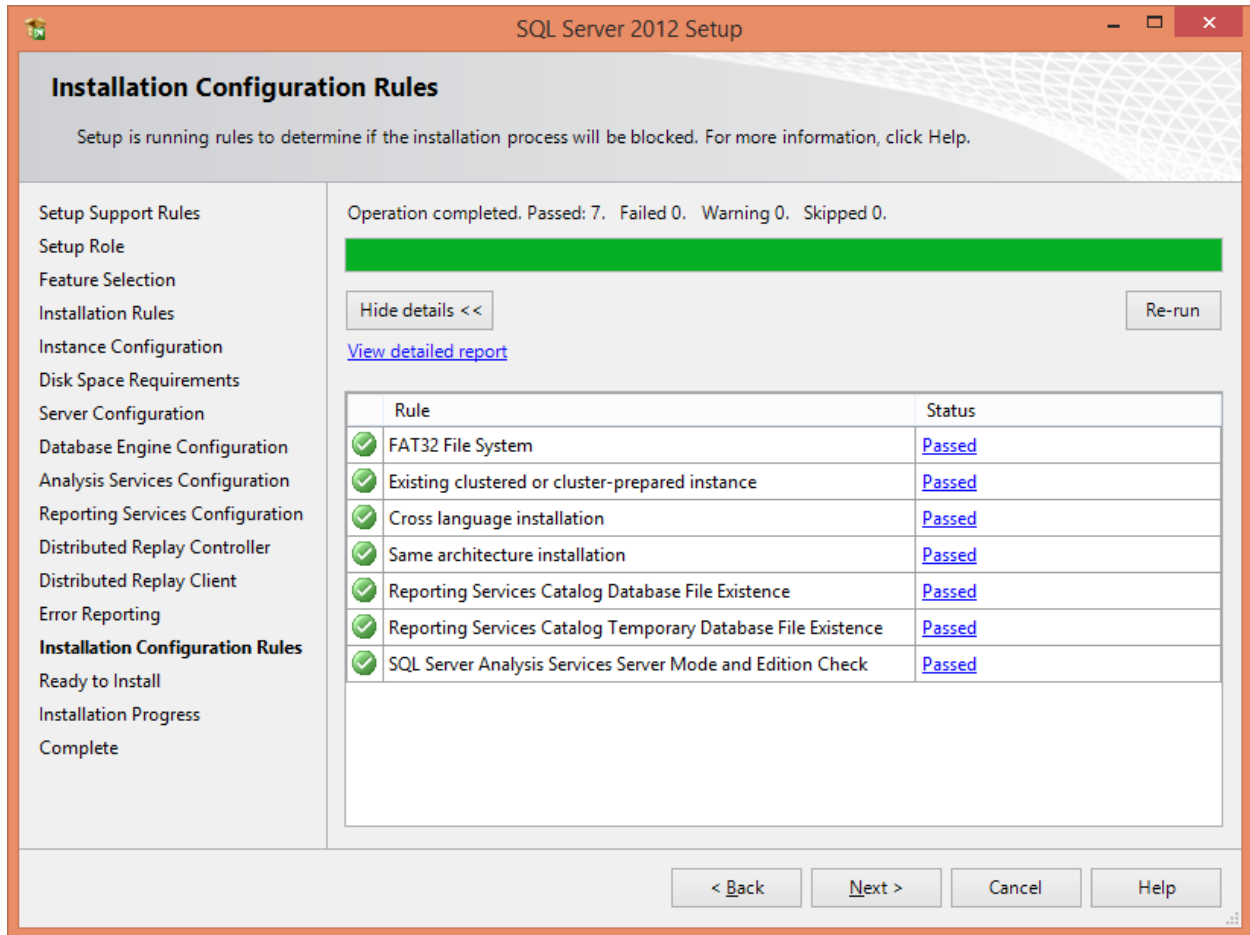 SQL Server 2012 Setup
Installation Configuration Rules
Setup is running rules to determine if the installation process will be blocked. For more information, click Help.
Setup Support Rules
Setup Role
Feature Selection
Installation Rules
Instance Configuration
Disk Space Requirements
Server Configuration
Database Engine Configuration
Analysis Services Configuration
Reporting Services Configuration
Distributed Replay Controller
Distributed Replay Client
Error Reporting
Installation Configuration Rules
Ready to Install
Installation Progress
Complete
Operation completed. Passed: 7.   Failed 0.   Warning 0.   Skipped 0.
Hide details << Re-run
View detailed report
Rule Status
FAT32 File System Passed
Existing clustered or cluster-prepared instance Passed
Cross language installation Passed
Same architecture installation Passed
Reporting Services Catalog Database File Existence Passed
Reporting Services Catalog Temporary Database File Existence Passed
SQL Server Analysis Services Server Mode and Edition Check Passed
< Back Next > Cancel Help